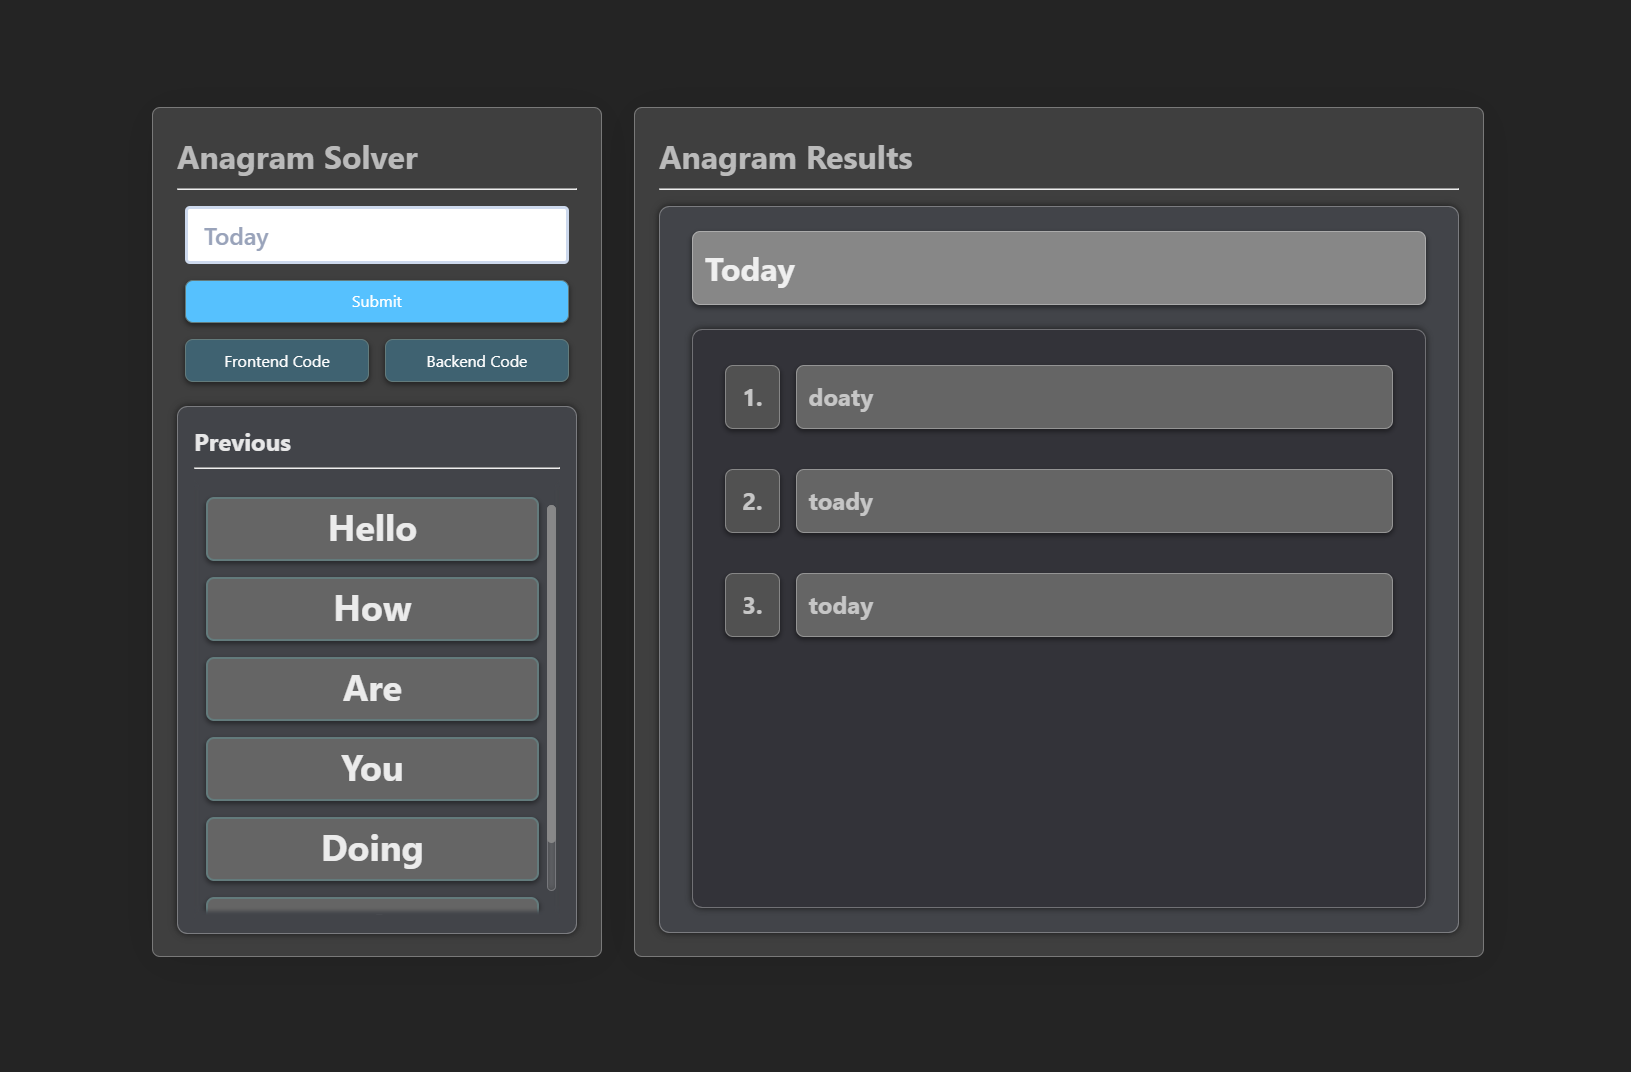 Anagram Solver
Today
Submit
Frontend Code
Backend Code
Previous
Hello
How
Are
You
Doing
Anagram Results
Today
1. doaty
2. toady
3. today